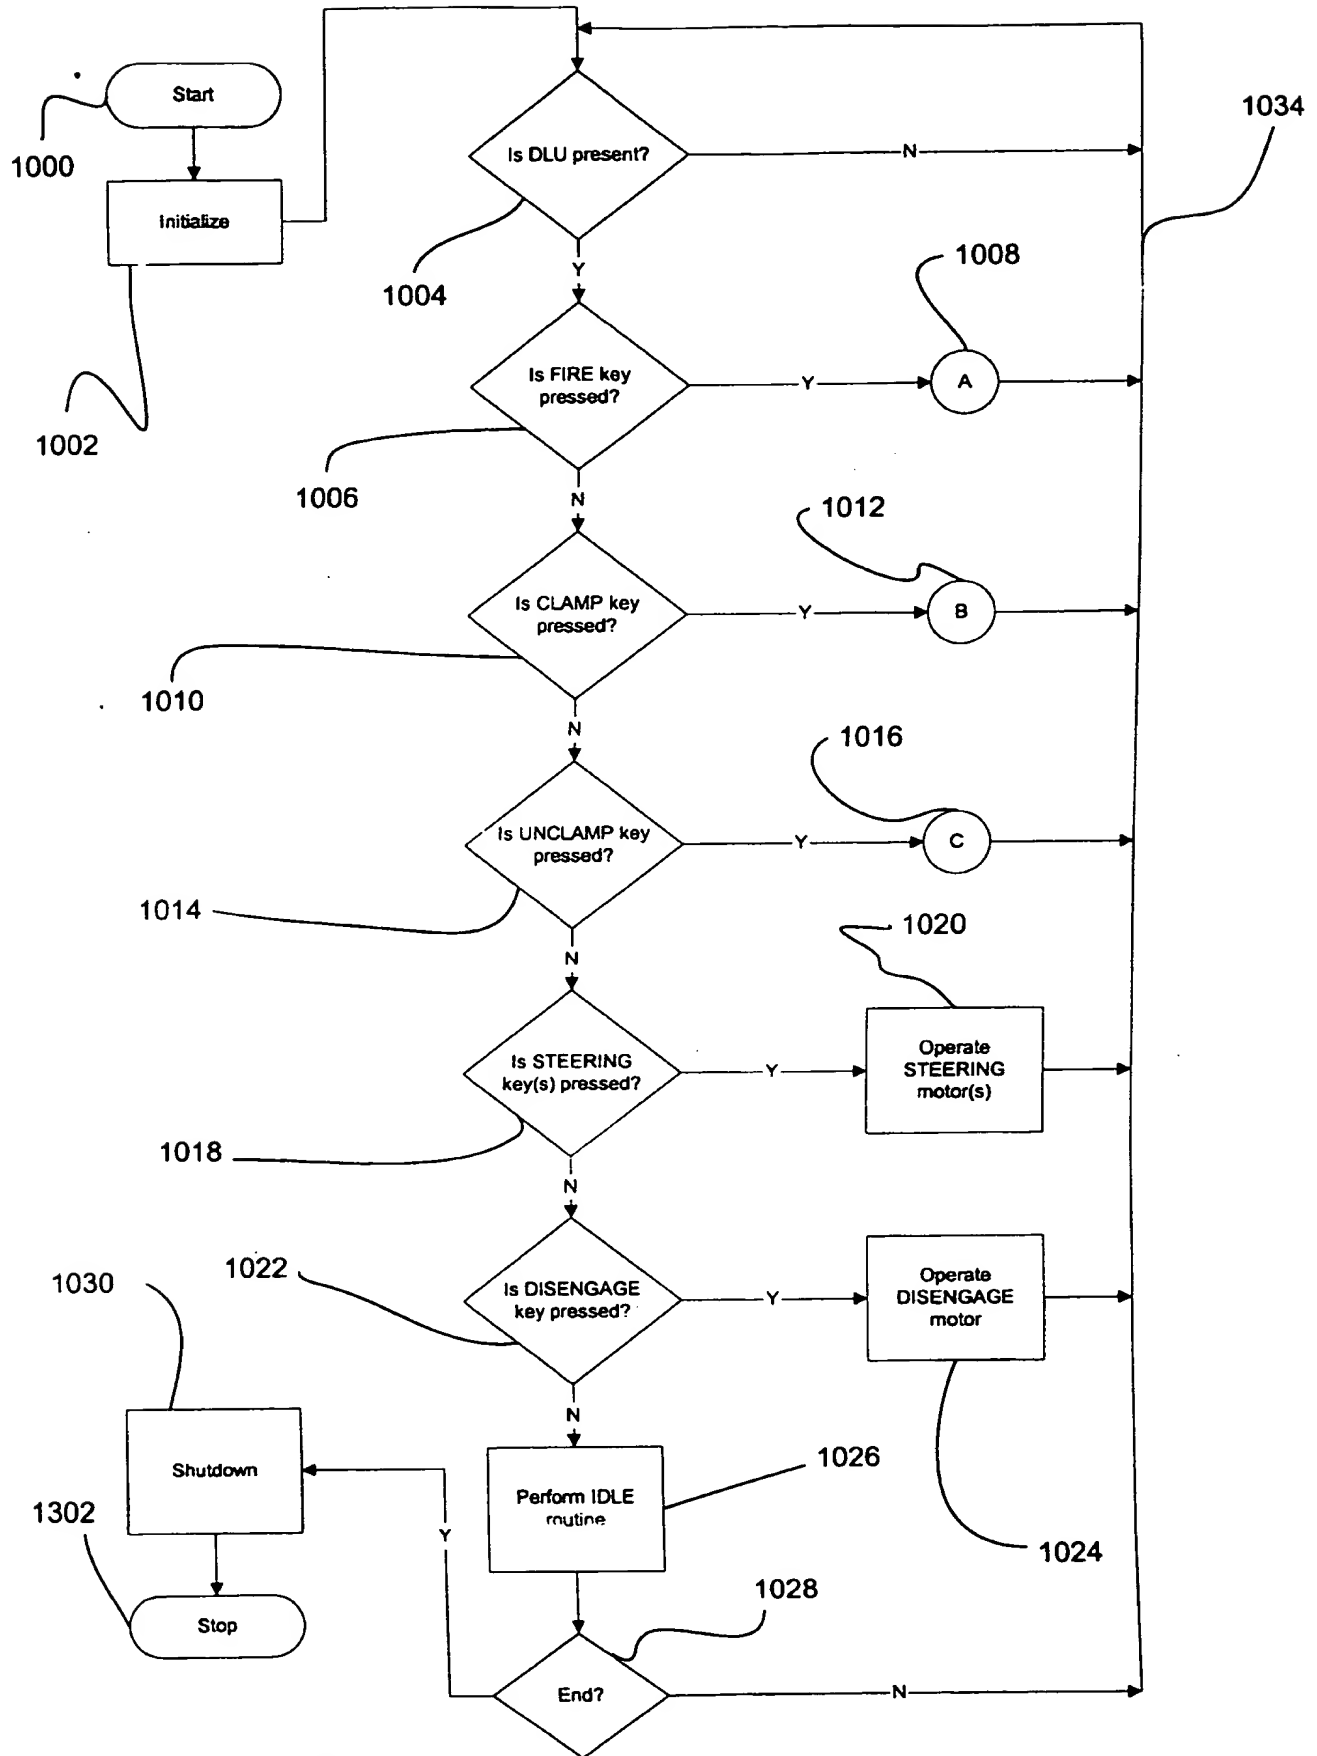 Start
1000
Initialize
1002
Is DLU present?
N
1034
1004
Y
1008
Is FIRE key
pressed?
Y
A
1006
N
1012
Is CLAMP key
pressed?
Y
B
1010
N
1016
Is UNCLAMP key
pressed?
Y
C
1014
N
1020
Is STEERING
key(s) pressed?
Y
Operate
STEERING
motor(s)
1018
N
1022
Is DISENGAGE
key pressed?
Y
Operate
DISENGAGE
motor
1030
N
1024
Shutdown
Perform IDLE
routine
1026
1302
Y
Stop
1028
End?
N